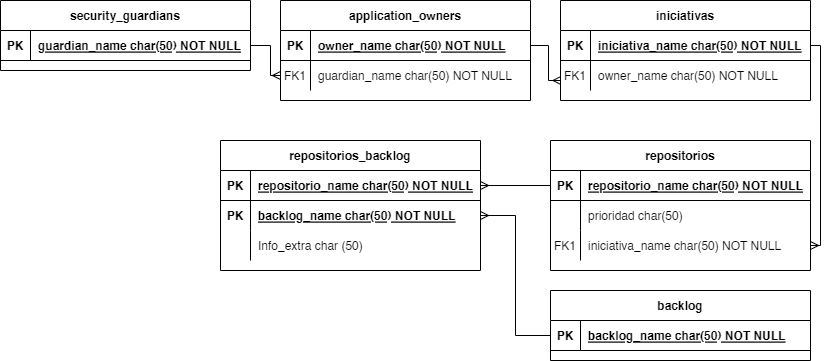 security_guardians
PK guardian_name char(50) NOT NULL
application_owners
PK owner_name char(50) NOT NULL
FK1 guardian_name char(50) NOT NULL
iniciativas
PK iniciativa_name char(50) NOT NULL
FK1 owner_name char(50) NOT NULL
repositorios_backlog
PK repositorio_name char(50) NOT NULL
PK backlog_name char(50) NOT NULL
Info_extra char (50)
repositorios
PK repositorio_name char(50) NOT NULL
prioridad char(50)
FK1 iniciativa_name char(50) NOT NULL
backlog
PK backlog_name char(50) NOT NULL